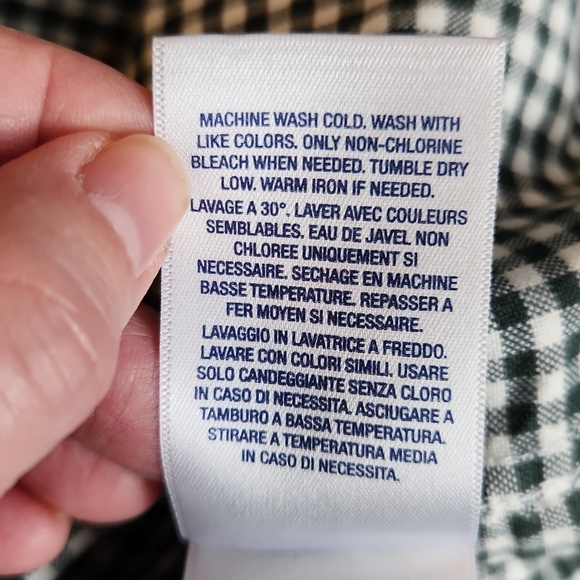 MACHINE WASH COLD. WASH WITH
LIKE COLORS. ONLY NON-CHLORINE
BLEACH WHEN NEEDED. TUMBLE DRY
LOW. WARM IRON IF NEEDED.
LAVAGE A 30°. LAVER AVEC COULEURS
SEMBLABLES. EAU DE JAVEL NON
CHLOREE UNIQUEMENT SI
NECESSAIRE. SECHAGE EN MACHINE
BASSE TEMPERATURE. REPASSER A
FER MOYEN SI NECESSAIRE.
LAVAGGIO IN LAVATRICE A FREDDO.
LAVARE CON COLORI SIMILI. USARE
SOLO CANDEGGIANTE SENZA CLORO
IN CASO DI NECESSITA. ASCIUGARE A
TAMBURO A BASSA TEMPERATURA.
STIRARE A TEMPERATURA MEDIA
IN CASO DI NECESSITA.